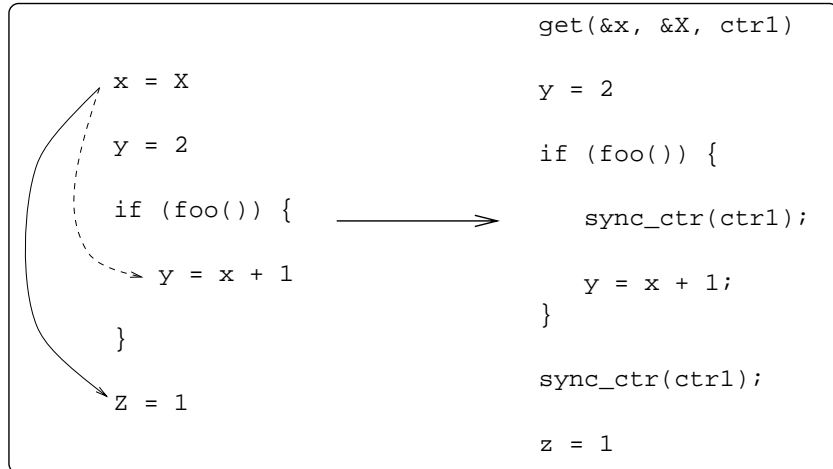 x = X
y = 2
if (foo()) {
y = x + 1
}
Z = 1
get(&x, &X, ctr1)
y = 2
if (foo()) {
sync_ctr(ctr1);
y = x + 1;
}
sync_ctr(ctr1);
z = 1